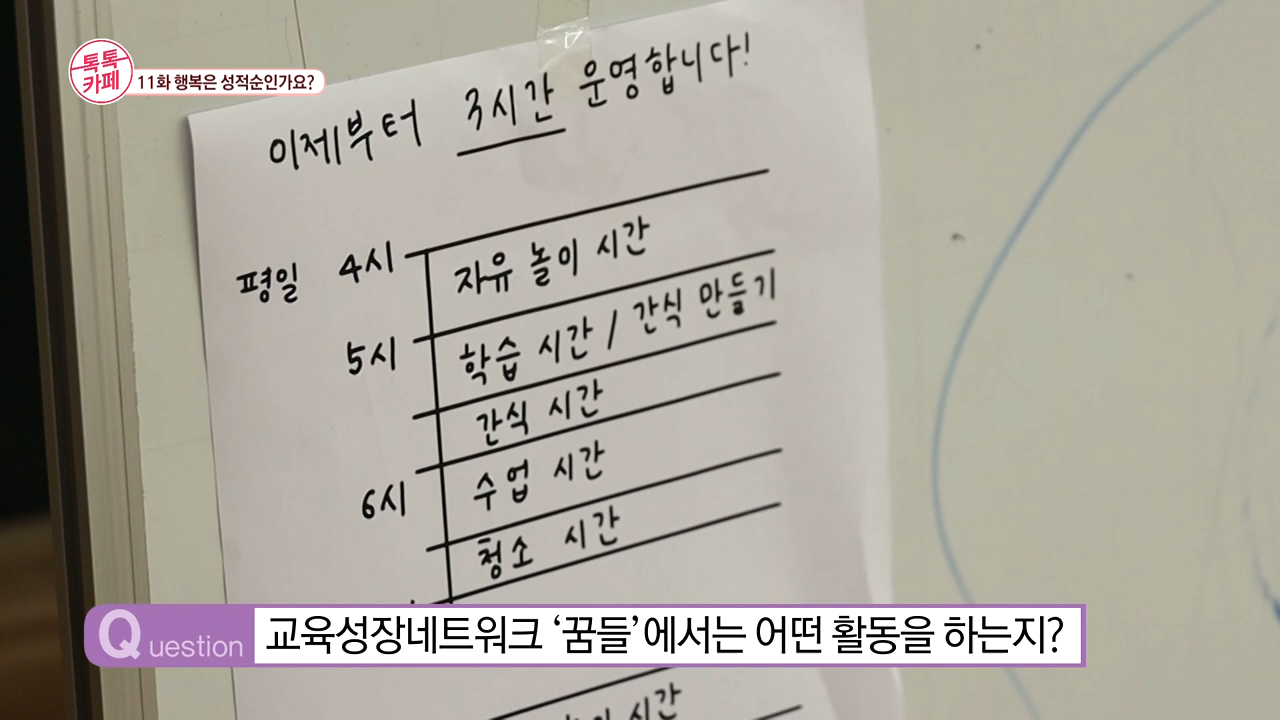 톡톡
카페
11화 행복은 성적순인가요?
이제부터 3시간 운영합니다!
평일 4시 자유 놀이 시간
5시 학습 시간 / 간식 만들기
간식 시간
6시 수업 시간
청소 시간
Question 교육성장네트워크 ‘꿈들’에서는 어떤 활동을 하는지?
시간